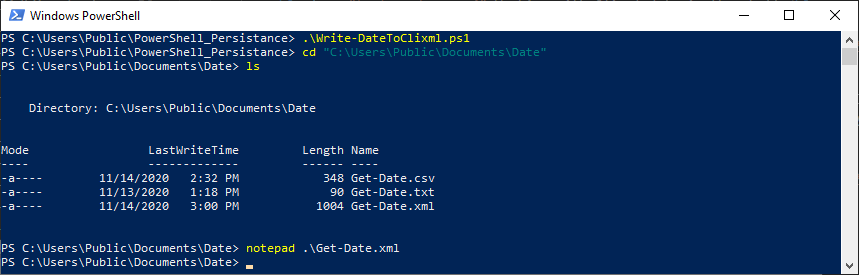 Windows PowerShell
PS C:\Users\Public\PowerShell_Persistance> .\Write-DateToClixml.ps1
PS C:\Users\Public\PowerShell_Persistance> cd "C:\Users\Public\Documents\Date"
PS C:\Users\Public\Documents\Date> ls
Directory: C:\Users\Public\Documents\Date
Mode LastWriteTime Length Name
---- ------------- ------ ----
-a---- 11/14/2020 2:32 PM 348 Get-Date.csv
-a---- 11/13/2020 1:18 PM 90 Get-Date.txt
-a---- 11/14/2020 3:00 PM 1004 Get-Date.xml
PS C:\Users\Public\Documents\Date> notepad .\Get-Date.xml
PS C:\Users\Public\Documents\Date>